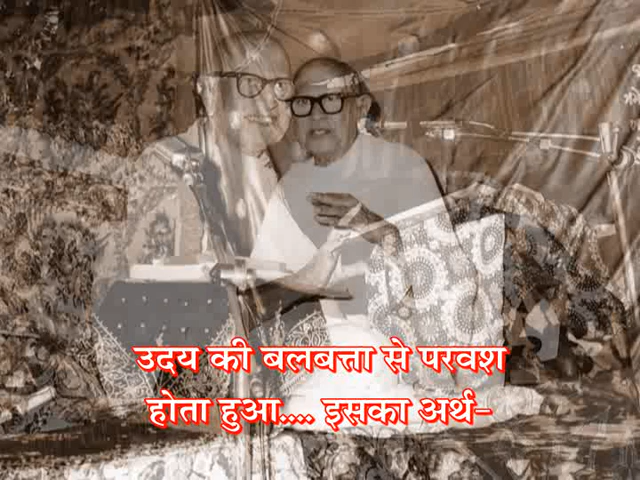 उदय की बलबत्ता से परवश
होता हुआ.... इसका अर्थ-